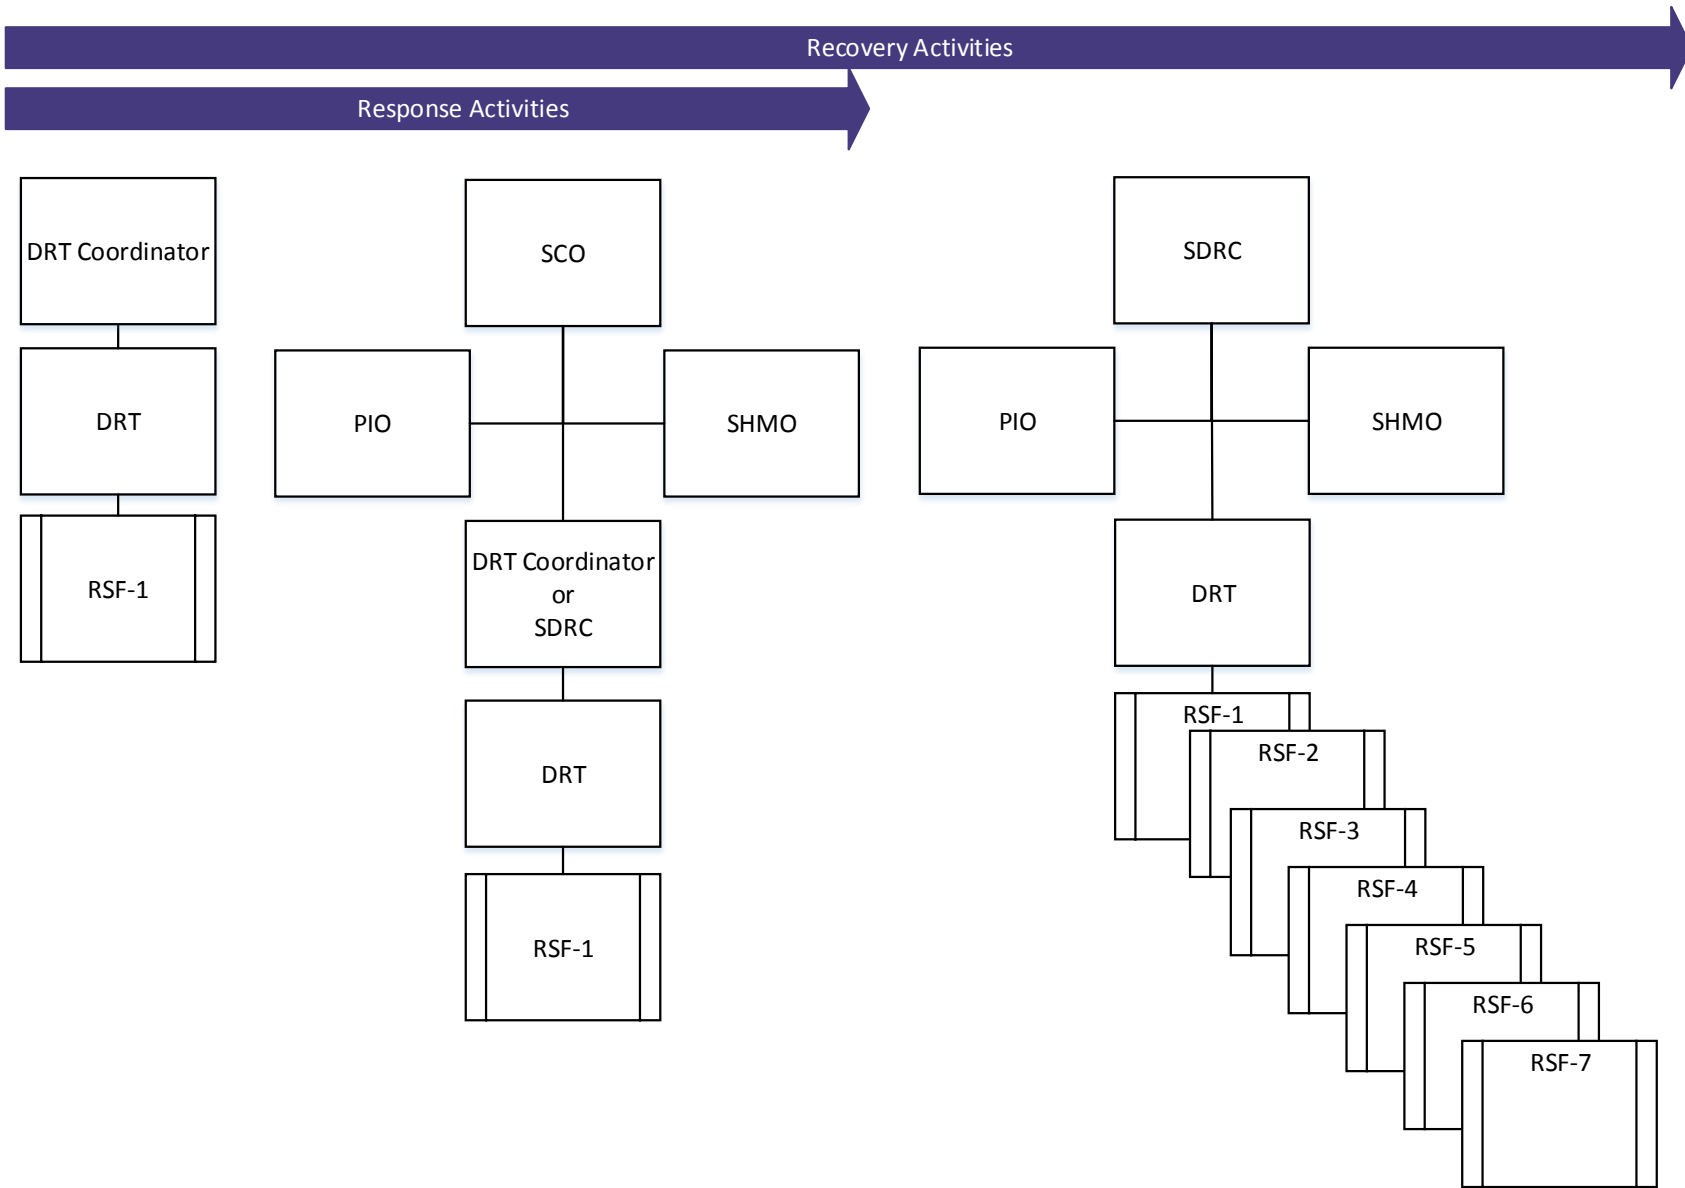 Recovery Activities
Response Activities
DRT Coordinator
DRT
RSF-1
SCO
PIO
SHMO
DRT Coordinator
or
SDRC
DRT
RSF-1
SDRC
PIO
SHMO
DRT
RSF-1
RSF-2
RSF-3
RSF-4
RSF-5
RSF-6
RSF-7